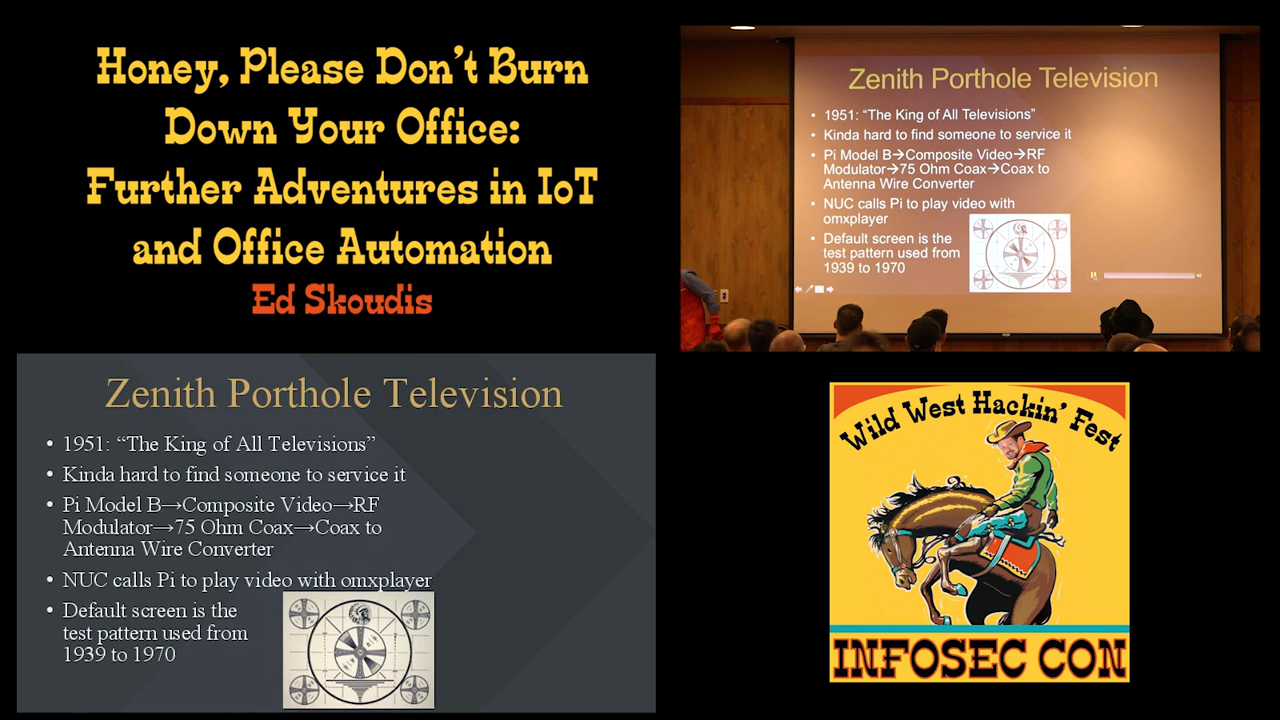 Honey, Please Don't Burn
Down Your Office:
Further Adventures in IoT
and Office Automation
Ed Skoudis
Zenith Porthole Television
• 1951: “The King of All Televisions”
• Kinda hard to find someone to service it
• Pi Model B→Composite Video→RF
Modulator→75 Ohm Coax→Coax to
Antenna Wire Converter
• NUC calls Pi to play video with
omxplayer
• Default screen is the
test pattern used from
1939 to 1970
Zenith Porthole Television
• 1951: “The King of All Televisions”
• Kinda hard to find someone to service it
• Pi Model B→Composite Video→RF
Modulator→75 Ohm Coax→Coax to
Antenna Wire Converter
• NUC calls Pi to play video with omxplayer
• Default screen is the
test pattern used from
1939 to 1970
Wild West Hackin' Fest
INFOSEC CON